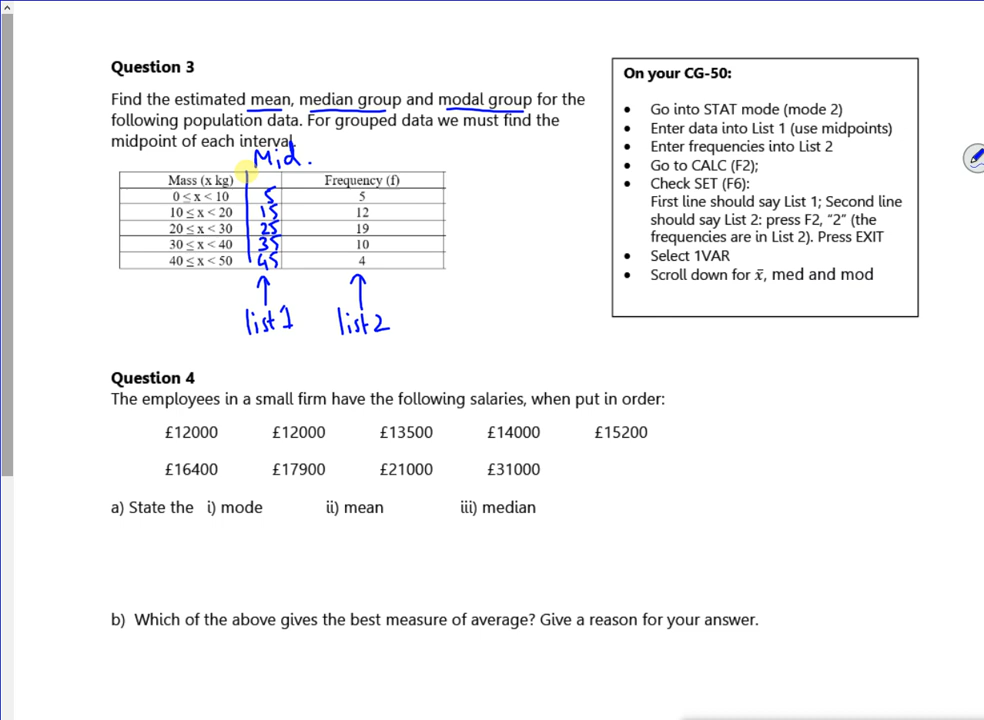 Question 3
Find the estimated mean, median group and modal group for the
following population data. For grouped data we must find the
midpoint of each interval.
Mid.
Mass (x kg) Frequency (f)
0 ≤ x < 10 5 5
10 ≤ x < 20 15 12
20 ≤ x < 30 25 19
30 ≤ x < 40 35 10
40 ≤ x < 50 45 4
list 1 list 2
On your CG-50:
• Go into STAT mode (mode 2)
• Enter data into List 1 (use midpoints)
• Enter frequencies into List 2
• Go to CALC (F2);
• Check SET (F6):
First line should say List 1; Second line
should say List 2: press F2, “2” (the
frequencies are in List 2). Press EXIT
• Select 1VAR
• Scroll down for x̄, med and mod
Question 4
The employees in a small firm have the following salaries, when put in order:
£12000 £12000 £13500 £14000 £15200
£16400 £17900 £21000 £31000
a) State the i) mode ii) mean iii) median
b) Which of the above gives the best measure of average? Give a reason for your answer.